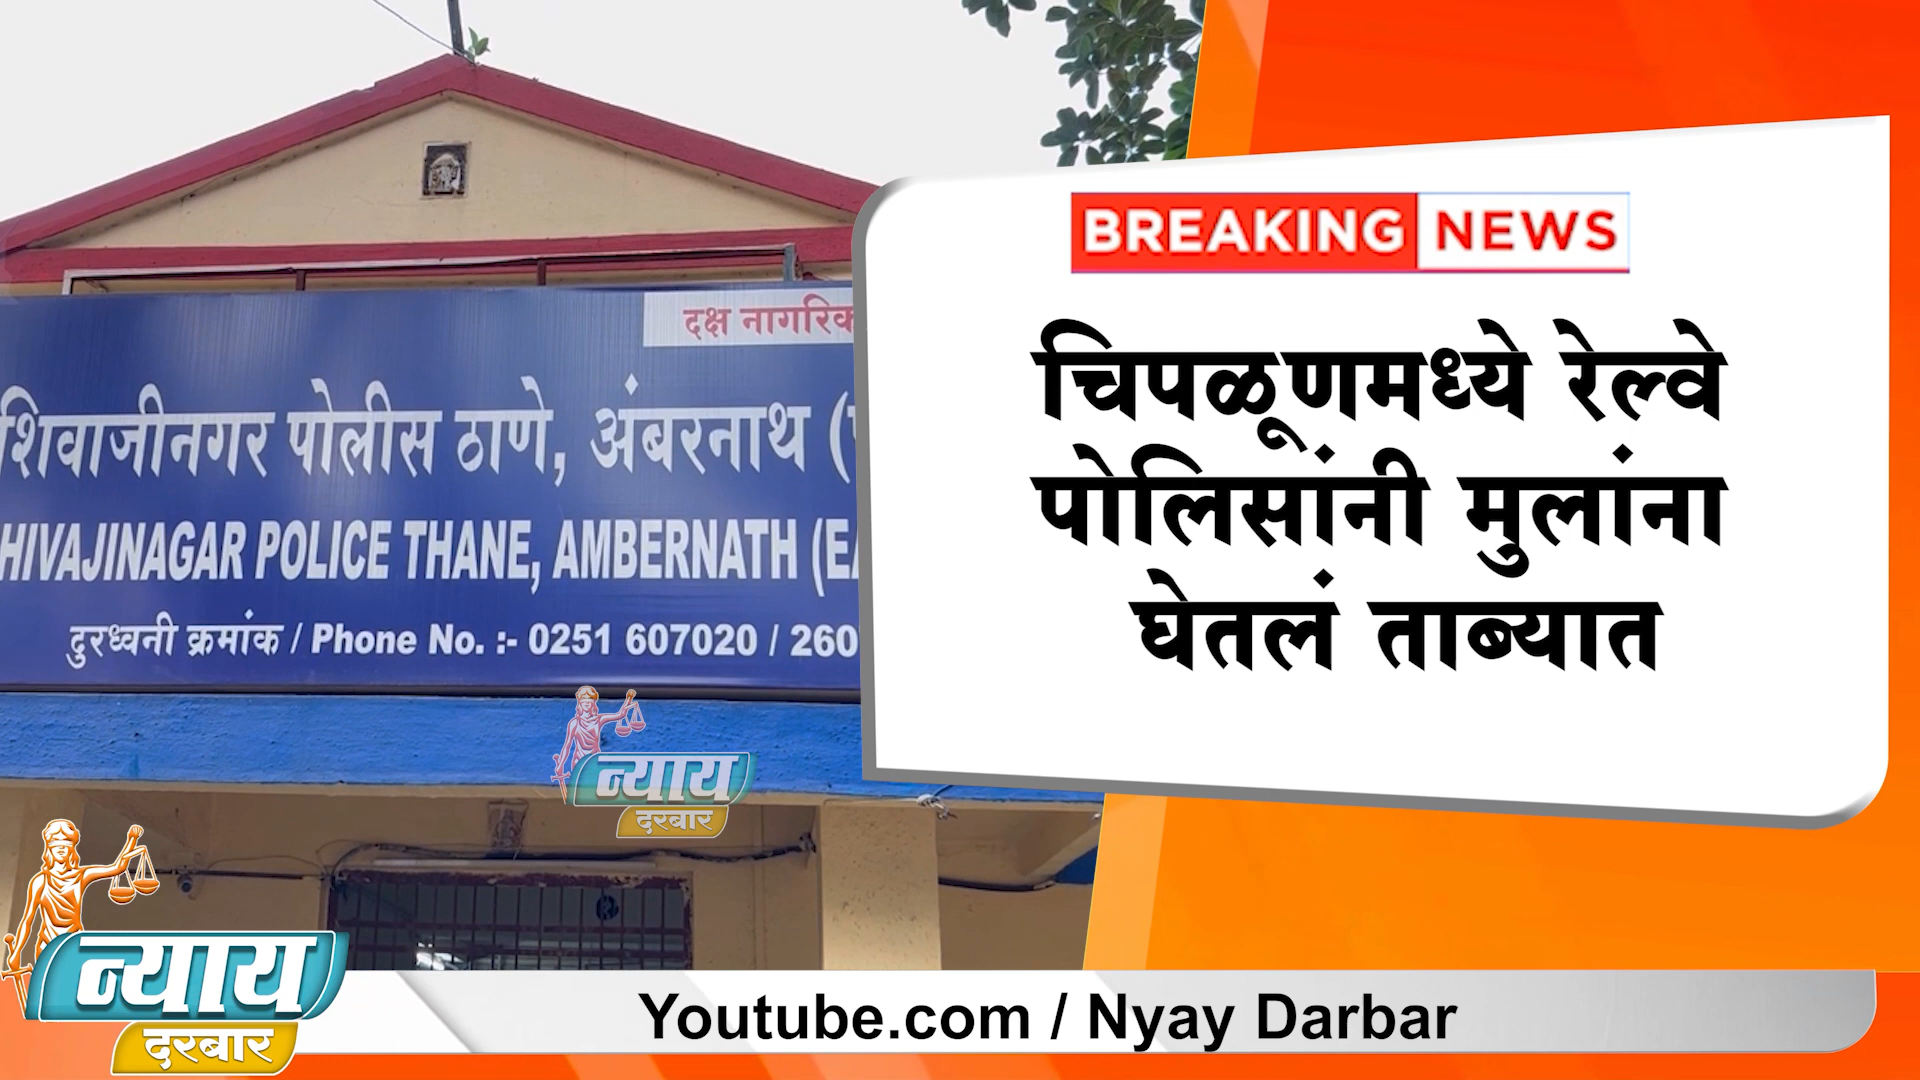 दक्ष नागरिक
शिवाजीनगर पोलीस ठाणे, अंबरनाथ (
HIVAJINAGAR POLICE THANE, AMBERNATH (EA
दुरध्वनी क्रमांक / Phone No. :- 0251 607020 / 260
न्याय
दरबार
BREAKING NEWS
चिपळूणमध्ये रेल्वे
पोलिसांनी मुलांना
घेतलं ताब्यात
न्याय
दरबार
Youtube.com / Nyay Darbar